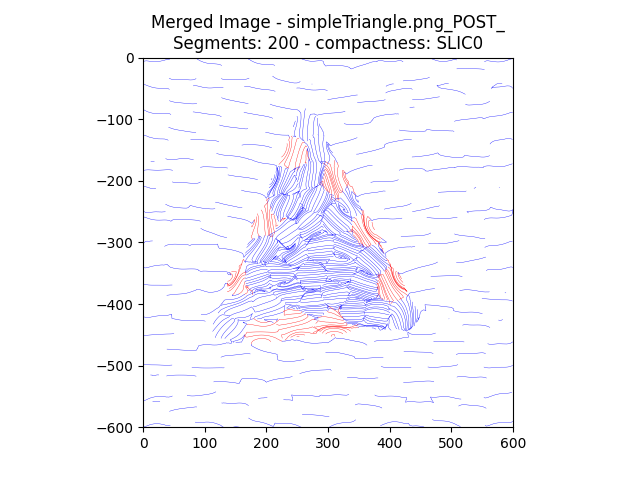 Merged Image - simpleTriangle.png_POST_
Segments: 200 - compactness: SLIC0
0
−100
−200
−300
−400
−500
−600
0 100 200 300 400 500 600